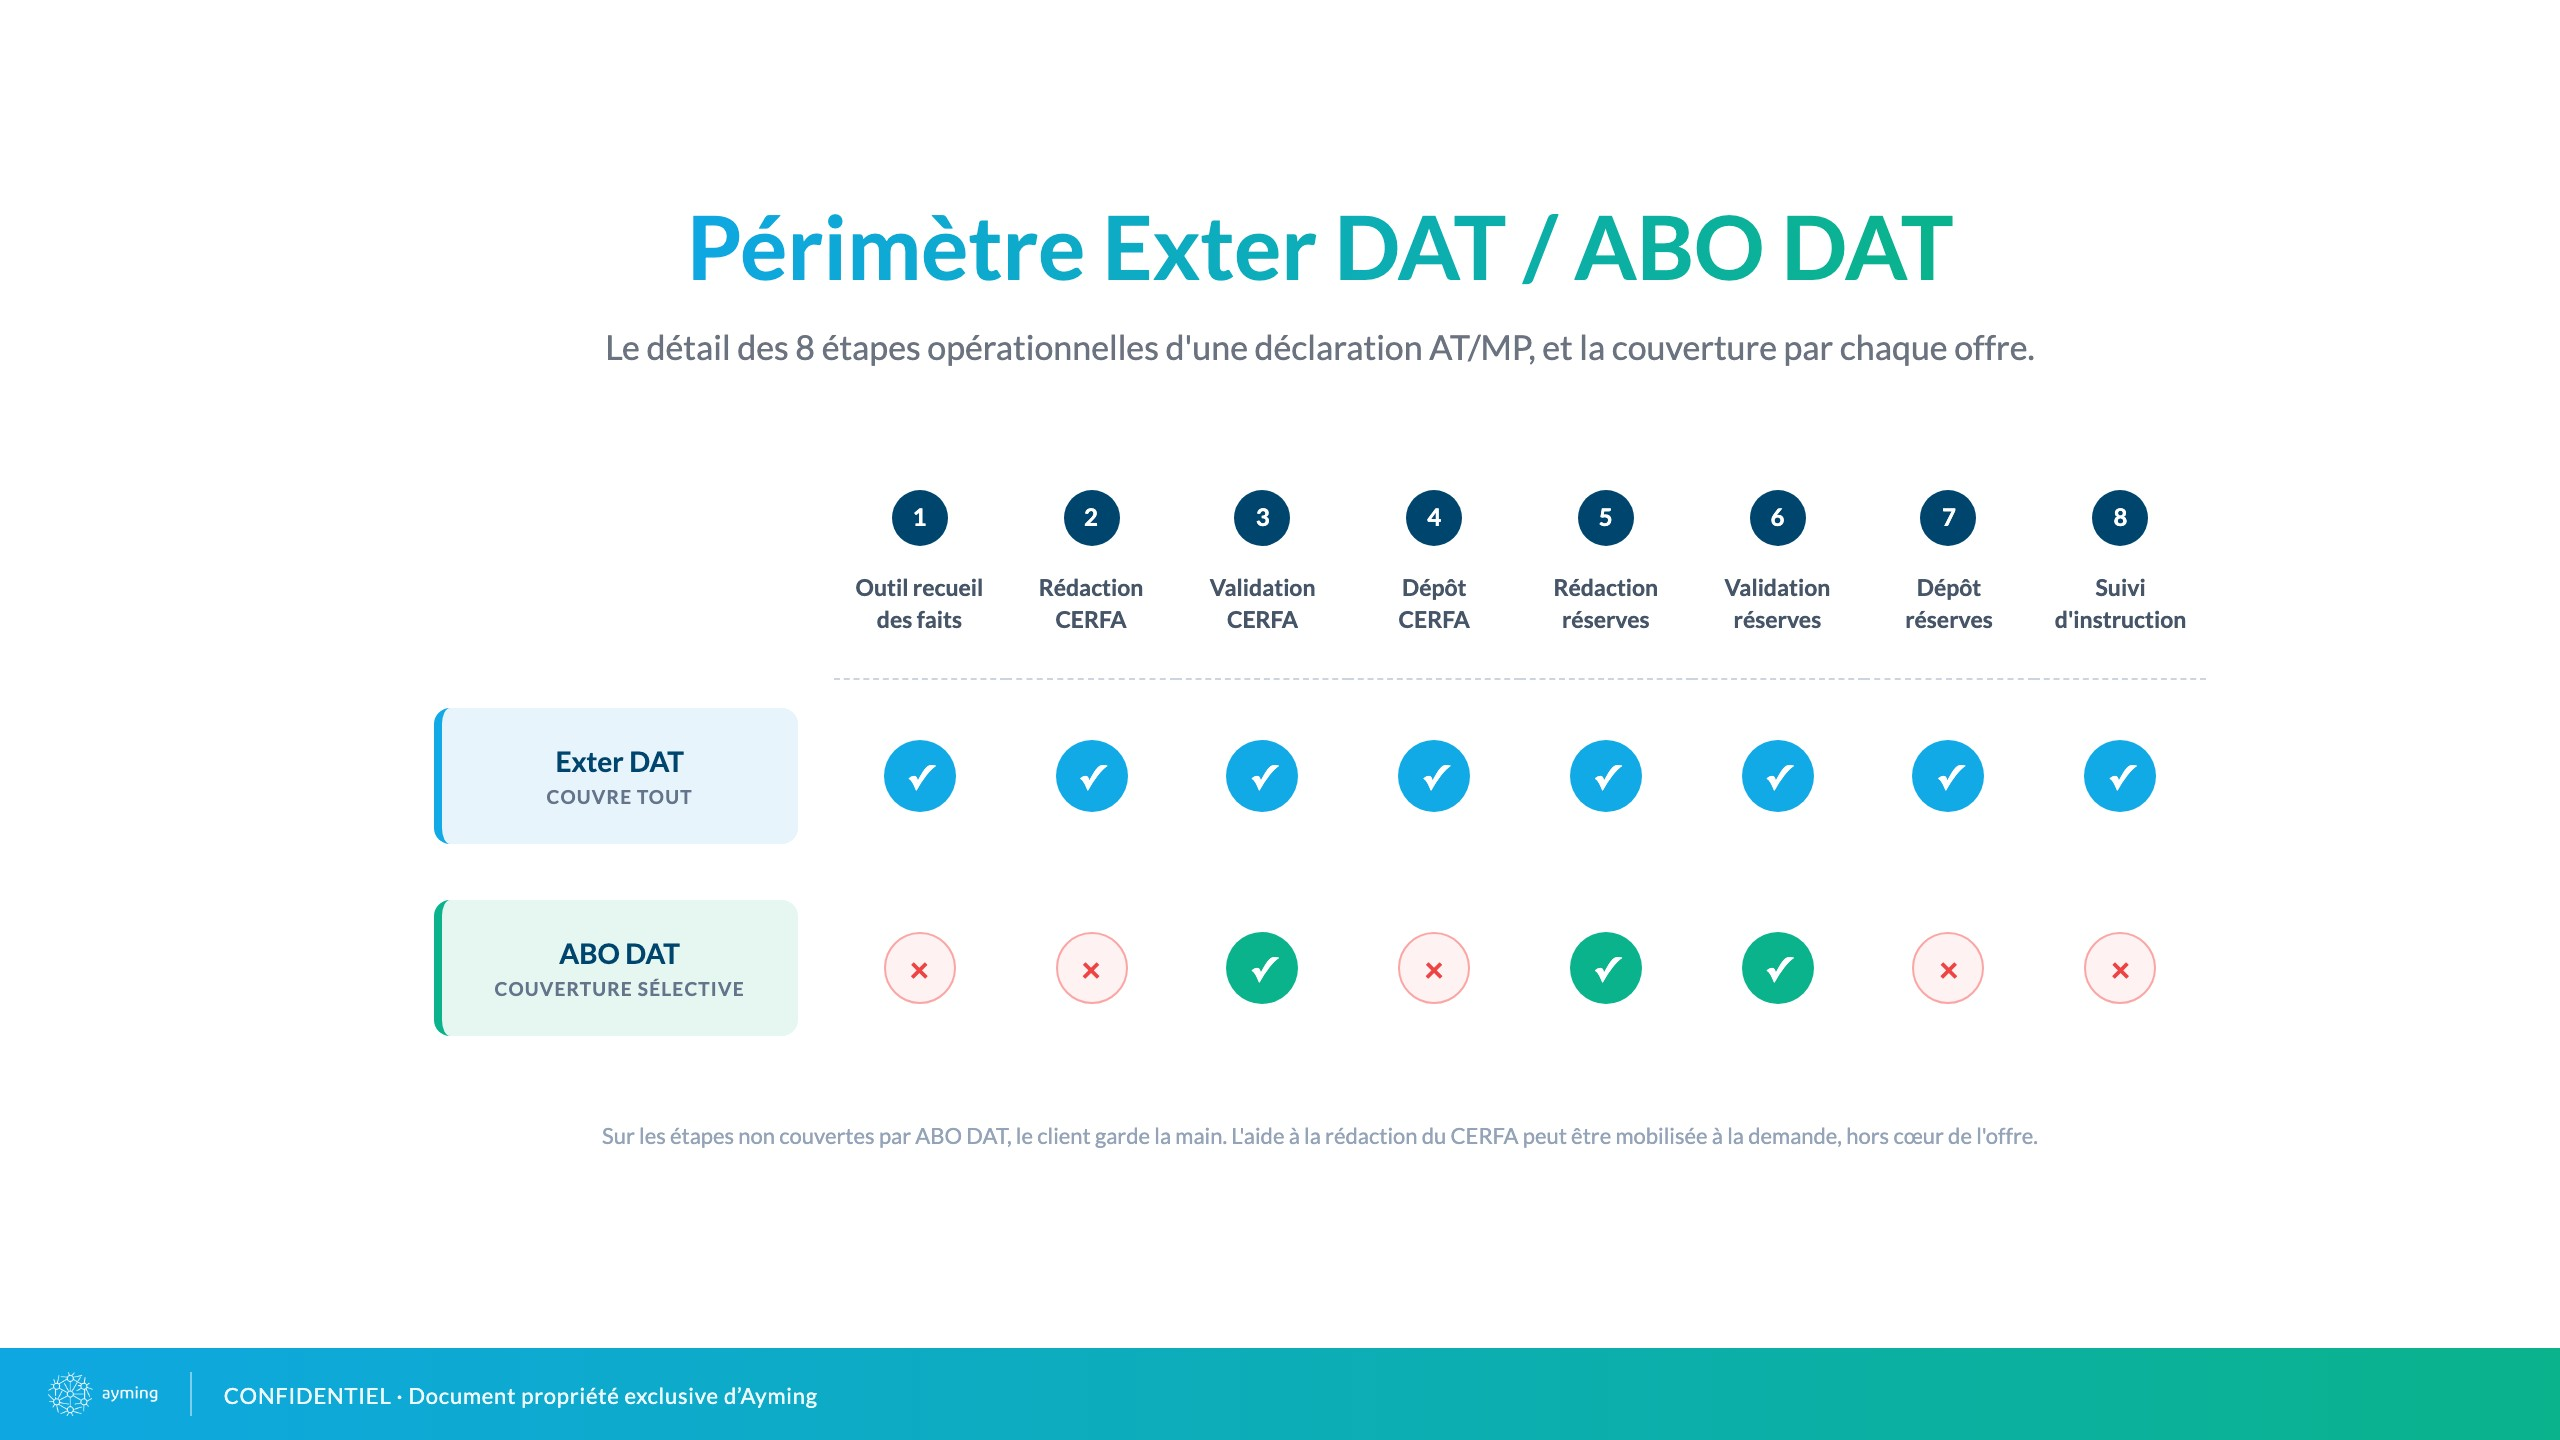 Périmètre Exter DAT / ABO DAT
Le détail des 8 étapes opérationnelles d'une déclaration AT/MP, et la couverture par chaque offre.
1 2 3 4 5 6 7 8
Outil recueil Rédaction Validation Dépôt Rédaction Validation Dépôt Suivi
des faits CERFA CERFA CERFA réserves réserves réserves d'instruction
Exter DAT
COUVRE TOUT
ABO DAT
COUVERTURE SÉLECTIVE
Sur les étapes non couvertes par ABO DAT, le client garde la main. L'aide à la rédaction du CERFA peut être mobilisée à la demande, hors cœur de l'offre.
ayming
CONFIDENTIEL · Document propriété exclusive d’Ayming